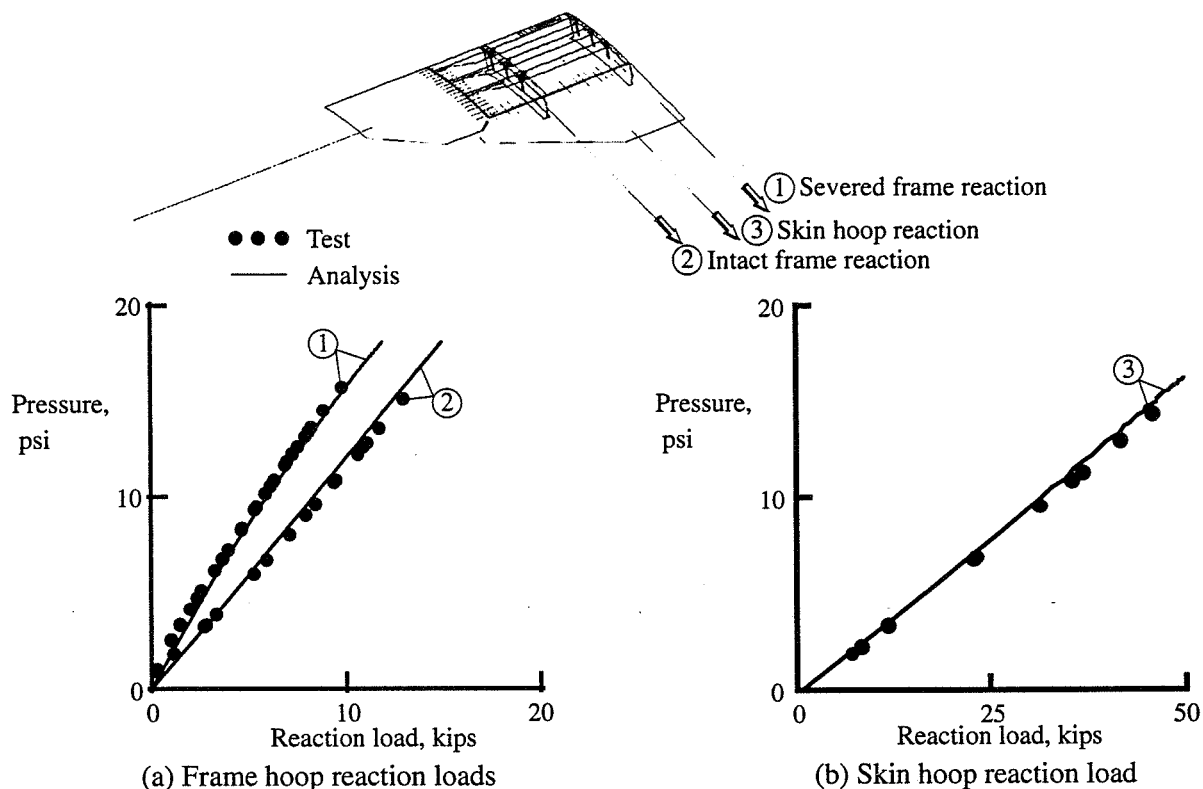 ① Severed frame reaction
③ Skin hoop reaction
② Intact frame reaction
Test
Analysis
20
①
②
Pressure,
psi
10
0
0
10
20
Reaction load, kips
(a) Frame hoop reaction loads
20
③
Pressure,
psi
10
0
0
25
50
Reaction load, kips
(b) Skin hoop reaction load